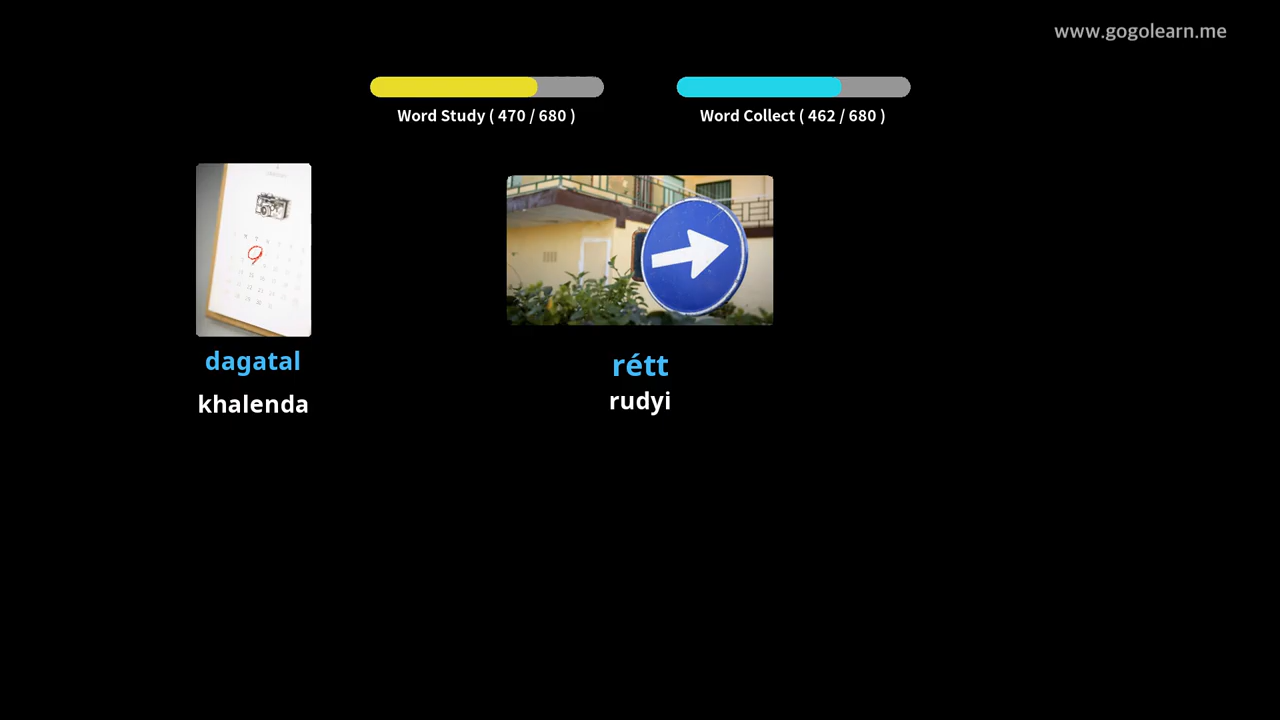 www.gogolearn.me
Word Study ( 470 / 680 )
Word Collect ( 462 / 680 )
dagatal
khalenda
rétt
rudyi